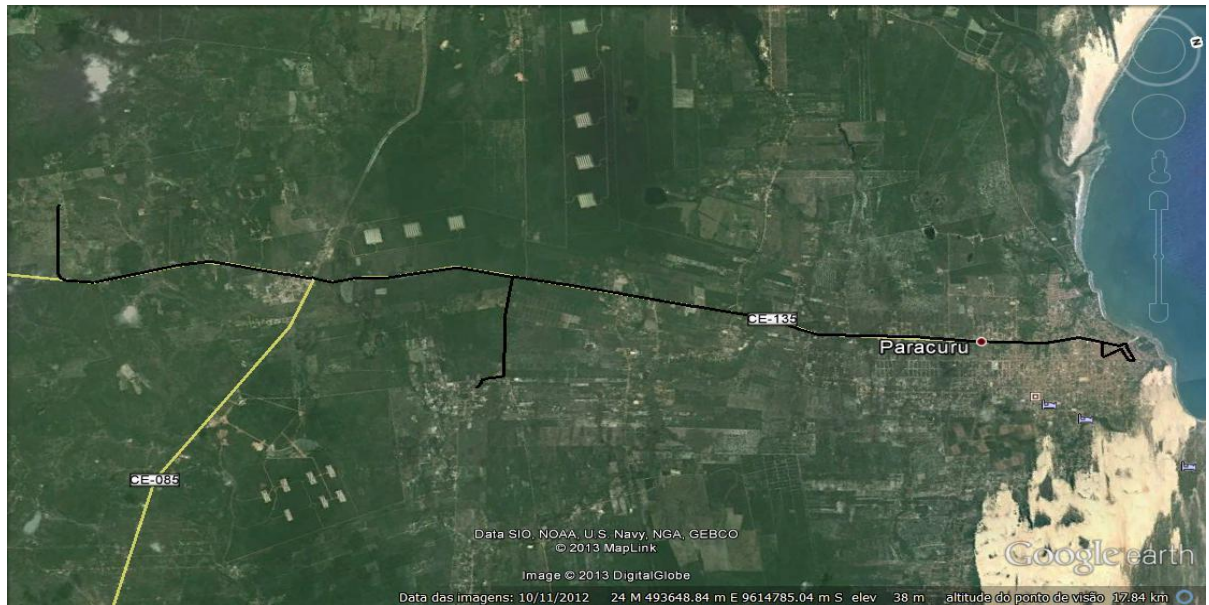 N
CE-135
Paracuru
CE-085
Data SIO, NOAA, U.S. Navy, NGA, GEBCO
© 2013 MapLink
Image © 2013 DigitalGlobe
Google earth
Data das imagens: 10/11/2012 24 M 493648.84 m E 9614785.04 m S elev 38 m altitude do ponto de visão 17.84 km